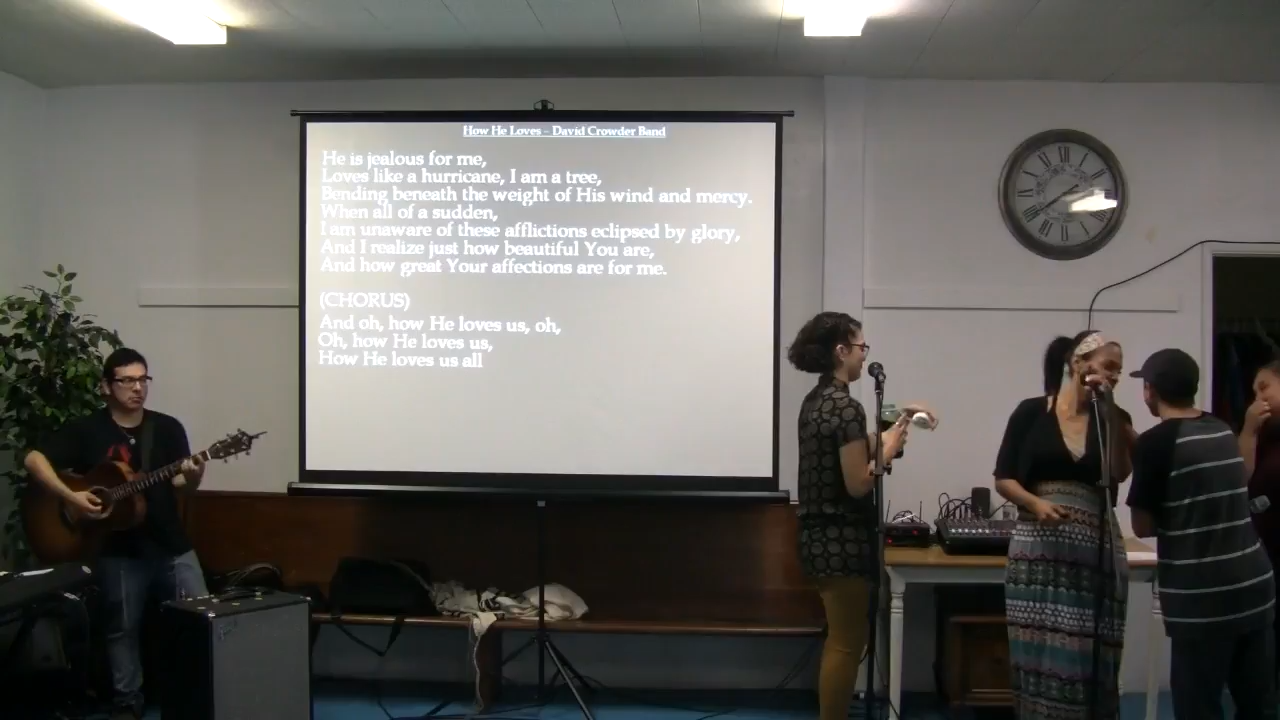 How He Loves – David Crowder Band
He is jealous for me,
Loves like a hurricane, I am a tree,
Bending beneath the weight of His wind and mercy.
When all of a sudden,
I am unaware of these afflictions eclipsed by glory,
And I realize just how beautiful You are,
And how great Your affections are for me.
(CHORUS)
And oh, how He loves us, oh,
Oh, how He loves us,
How He loves us all